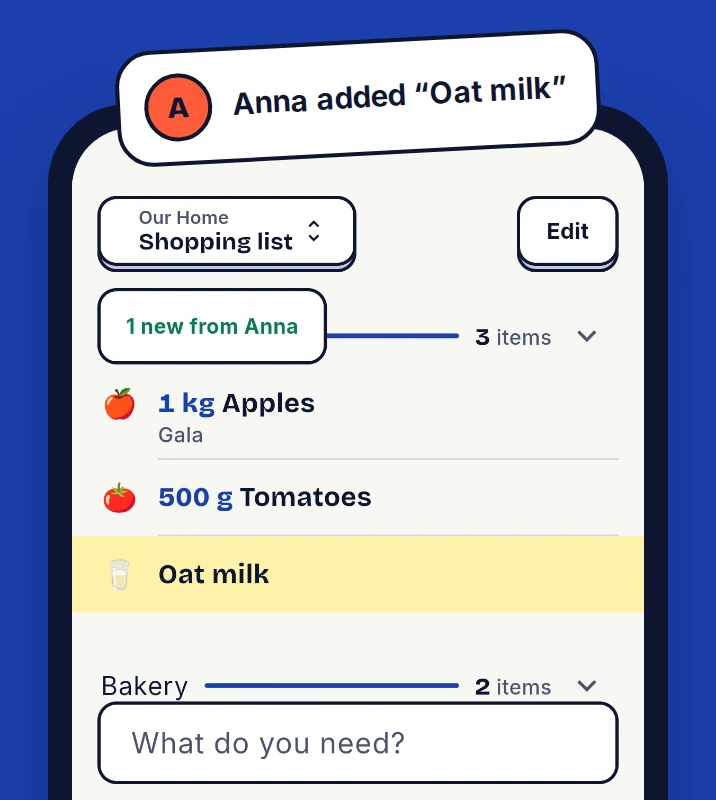 A
Anna added “Oat milk”
Our Home
Shopping list
Edit
1 new from Anna
3 items
1 kg Apples
Gala
500 g Tomatoes
Oat milk
Bakery
2 items
What do you need?